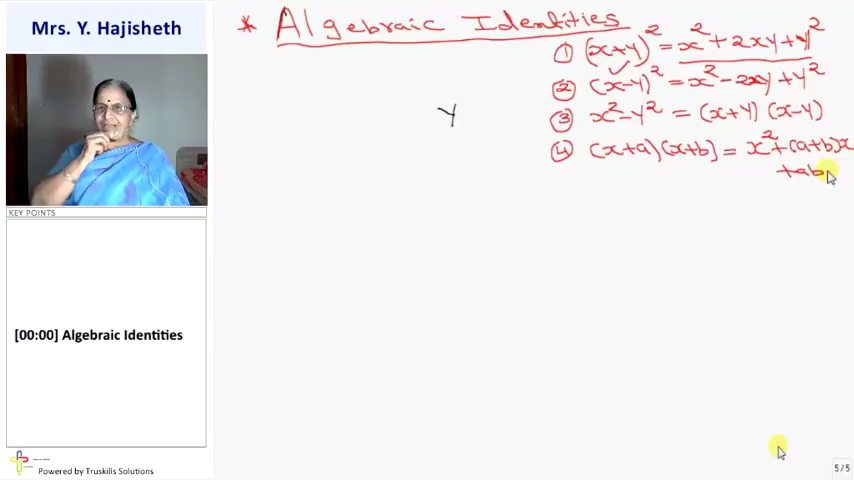 Mrs. Y. Hajisheth
* Algebraic Identities
① (x+y)² = x² + 2xy + y²
② (x-y)² = x² - 2xy + y²
③ x² - y² = (x+y) (x-y)
④ (x+a) (x+b) = x² + (a+b)x
+ab
Y
KEY POINTS
[00:00] Algebraic Identities
Powered by Truskills Solutions
5/5